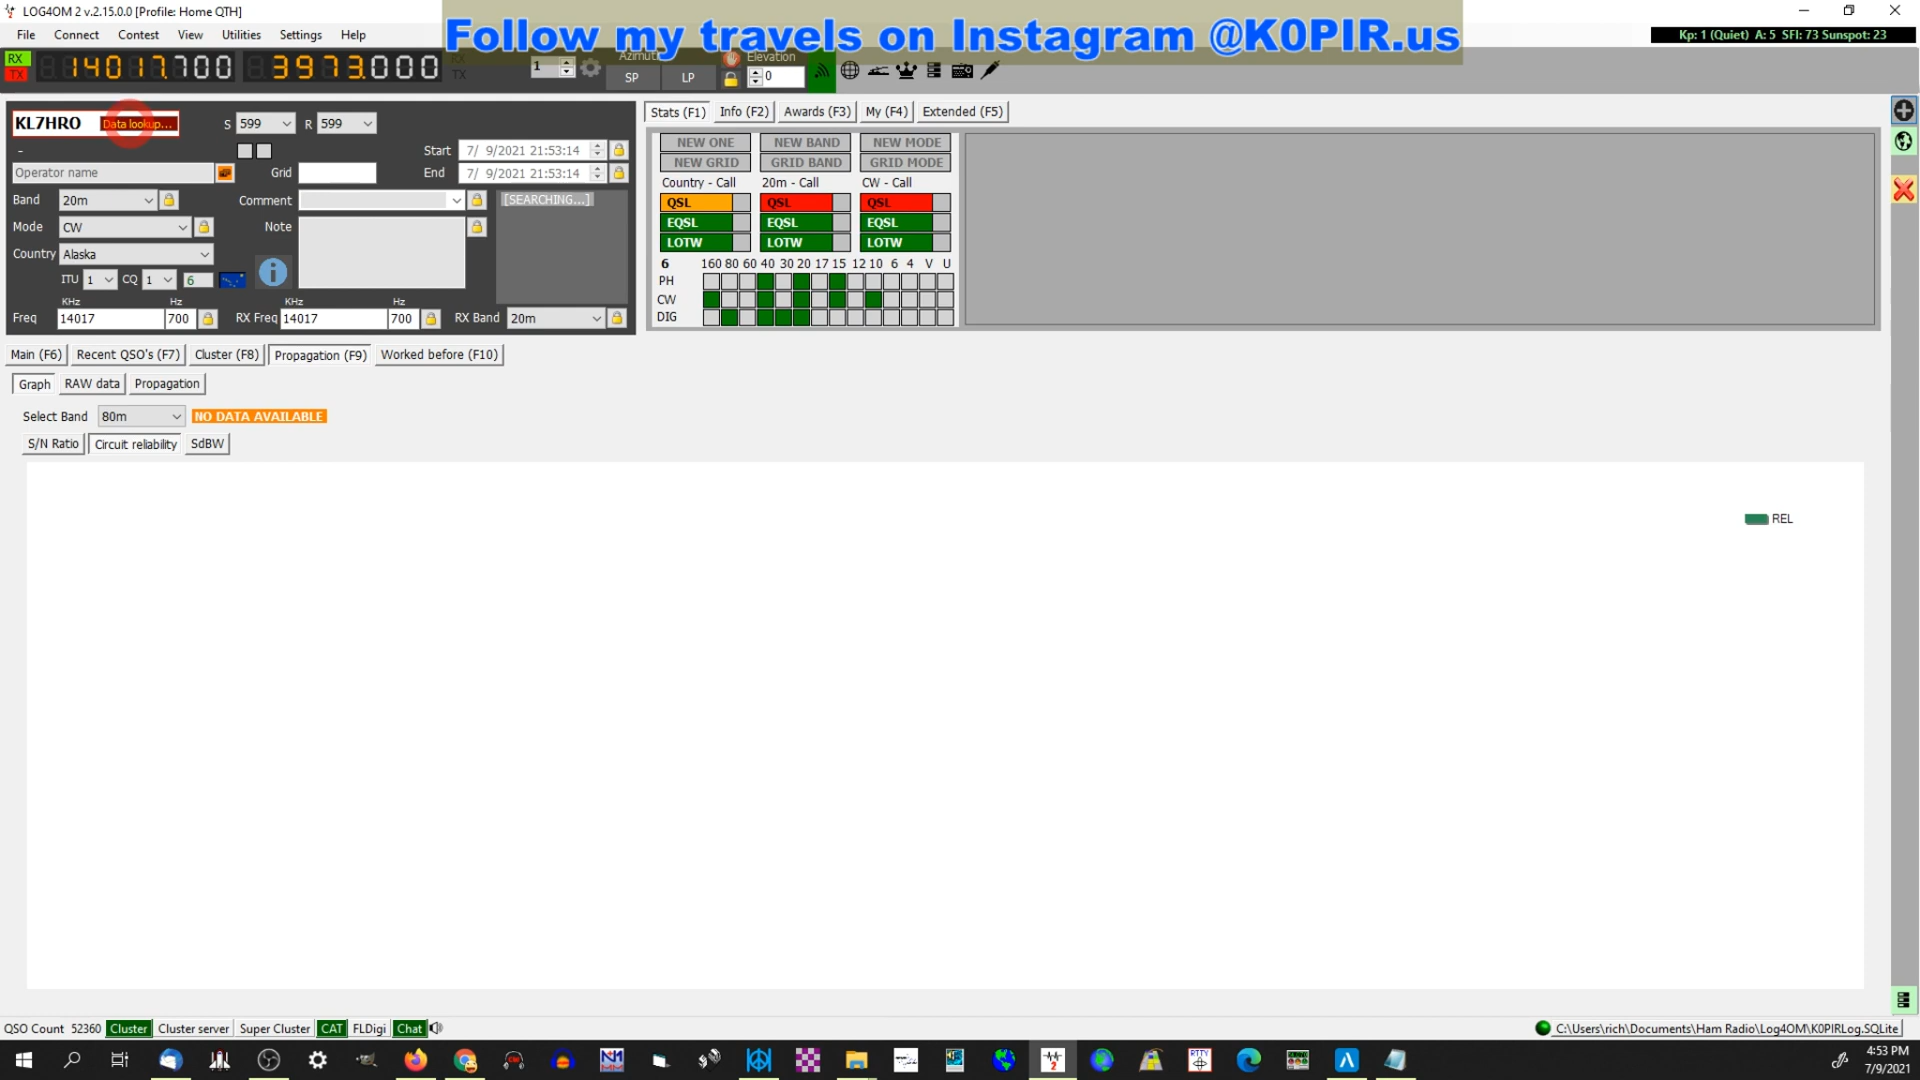 LOG4OM 2 v.2.15.0.0 [Profile: Home QTH]
Follow my travels on Instagram @K0PIR.us
File Connect Contest View Utilities Settings Help
Kp: 1 (Quiet) A: 5 SFI: 73 Sunspot: 23
RX
TX
14017.700 3973.000
RX
TX
1
Azimut
SP LP
Elevation
0
KL7HRO Data lookup...
S 599 R 599
-
Start 7/ 9/2021 21:53:14
Operator name
Grid
End 7/ 9/2021 21:53:14
Band 20m
Comment
[SEARCHING...]
Mode CW
Note
Country Alaska
ITU 1 CQ 1 6
KHz Hz KHz Hz
Freq 14017 700 RX Freq 14017 700 RX Band 20m
Stats (F1) Info (F2) Awards (F3) My (F4) Extended (F5)
NEW ONE NEW BAND NEW MODE
NEW GRID GRID BAND GRID MODE
Country - Call 20m - Call CW - Call
QSL QSL QSL
EQSL EQSL EQSL
LOTW LOTW LOTW
6 160 80 60 40 30 20 17 15 12 10 6 4 V U
PH
CW
DIG
Main (F6) Recent QSO's (F7) Cluster (F8) Propagation (F9) Worked before (F10)
Graph RAW data Propagation
Select Band 80m NO DATA AVAILABLE
S/N Ratio Circuit reliability SdBW
REL
QSO Count 52360 Cluster Cluster server Super Cluster CAT FLDigi Chat
C:\Users\rich\Documents\Ham Radio\Log4OM\K0PIRLog.SQLite
4:53 PM
7/9/2021